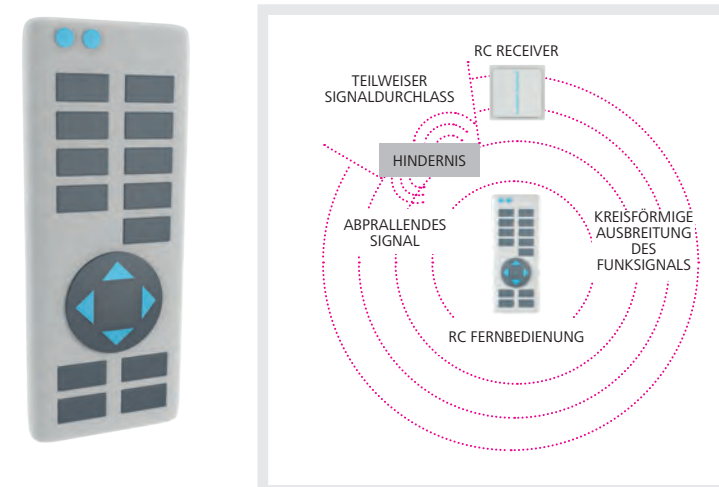 RC RECEIVER
TEILWEISER
SIGNALDURCHLASS
HINDERNIS
ABPRALLENDES
SIGNAL
KREISFÖRMIGE
AUSBREITUNG
DES
FUNKSIGNALS
RC FERNBEDIENUNG